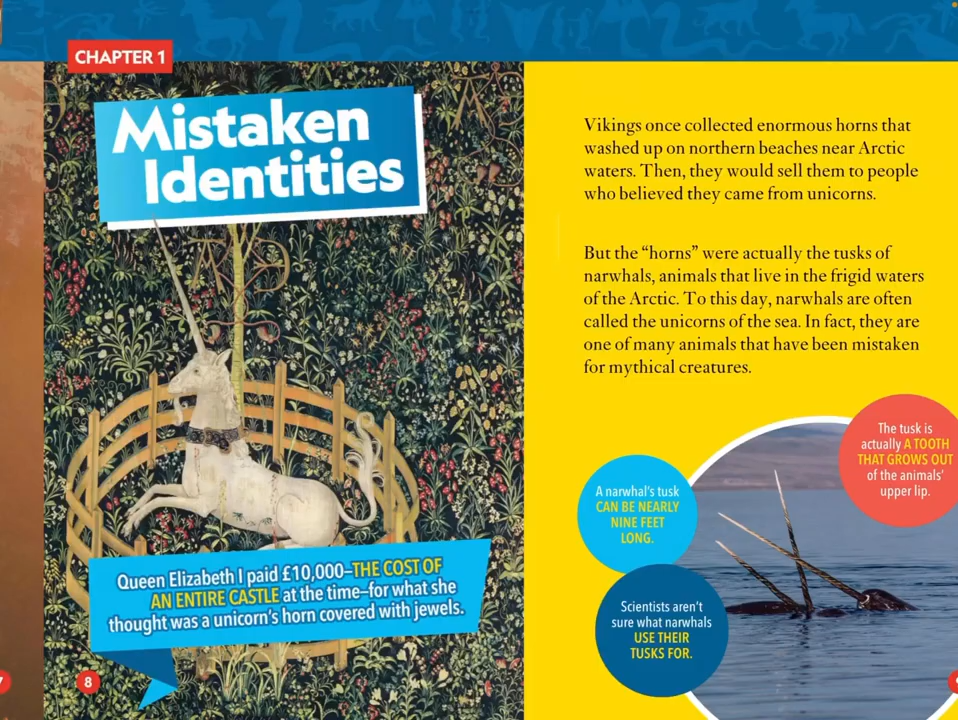 CHAPTER 1
Mistaken
Identities
Queen Elizabeth I paid £10,000–THE COST OF
AN ENTIRE CASTLE at the time–for what she
thought was a unicorn's horn covered with jewels.
8
Vikings once collected enormous horns that
washed up on northern beaches near Arctic
waters. Then, they would sell them to people
who believed they came from unicorns.
But the “horns” were actually the tusks of
narwhals, animals that live in the frigid waters
of the Arctic. To this day, narwhals are often
called the unicorns of the sea. In fact, they are
one of many animals that have been mistaken
for mythical creatures.
The tusk is
actually A TOOTH
THAT GROWS OUT
of the animals'
upper lip.
A narwhal's tusk
CAN BE NEARLY
NINE FEET
LONG.
Scientists aren't
sure what narwhals
USE THEIR
TUSKS FOR.